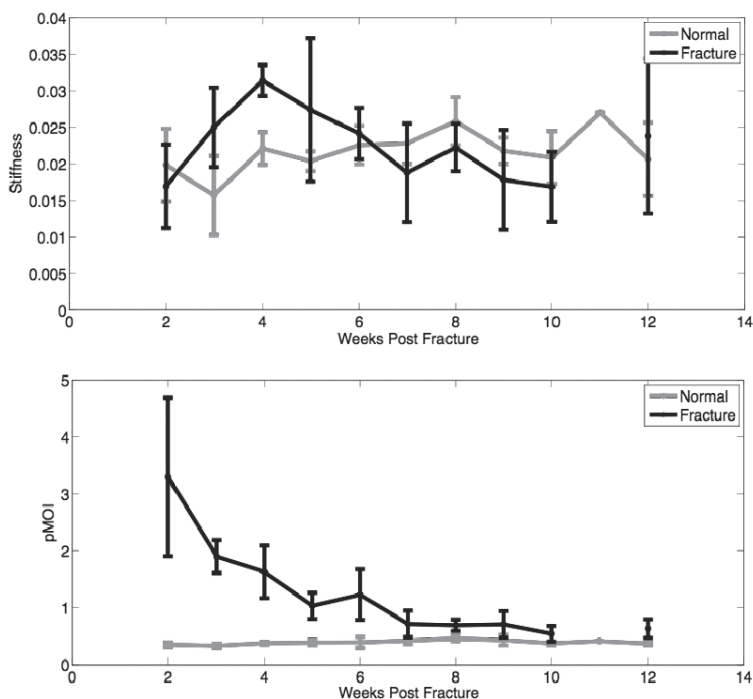 0.04
0.035
0.03
0.025
0.02
0.015
0.01
0.005
0
Stiffness
Normal
Fracture
0 2 4 6 8 10 12 14
Weeks Post Fracture
5
4
3
2
1
0
pMOI
Normal
Fracture
0 2 4 6 8 10 12 14
Weeks Post Fracture